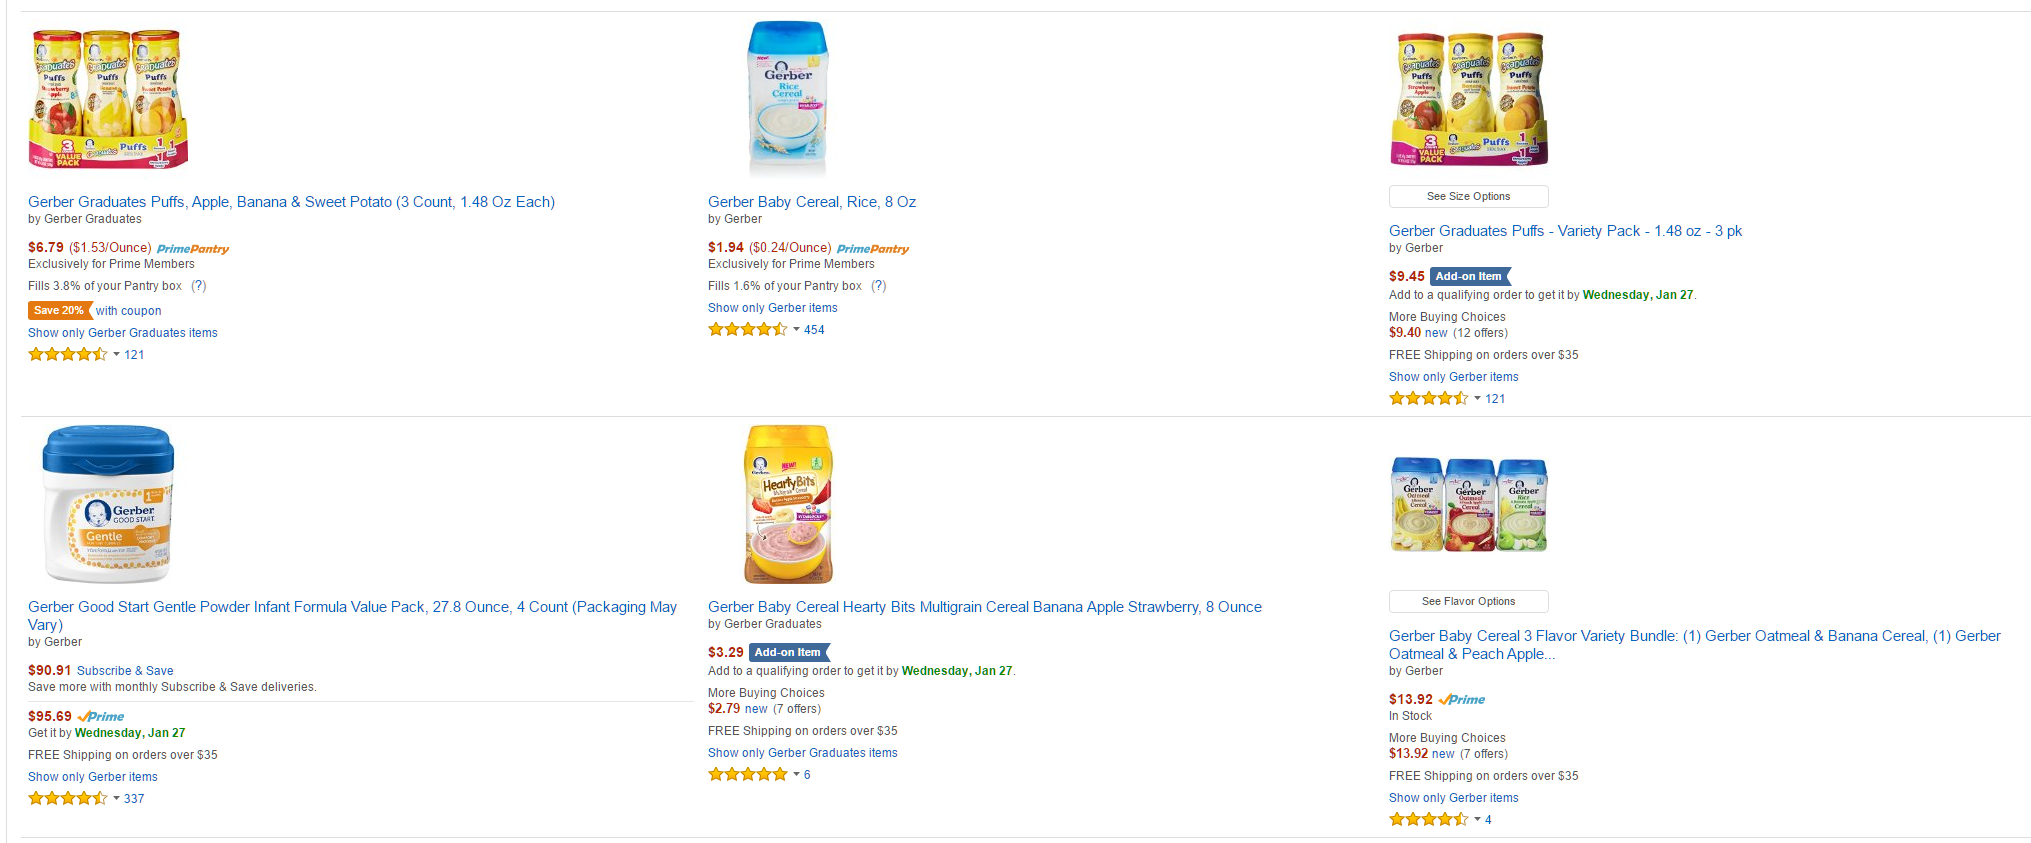 Gerber Graduates Puffs, Apple, Banana & Sweet Potato (3 Count, 1.48 Oz Each)
by Gerber Graduates
$6.79 ($1.53/Ounce) PrimePantry
Exclusively for Prime Members
Fills 3.8% of your Pantry box (?)
Save 20% with coupon
Show only Gerber Graduates items
121
Gerber
Rice
Cereal
Gerber Baby Cereal, Rice, 8 Oz
by Gerber
$1.94 ($0.24/Ounce) PrimePantry
Exclusively for Prime Members
Fills 1.6% of your Pantry box (?)
Show only Gerber items
454
See Size Options
Gerber Graduates Puffs - Variety Pack - 1.48 oz - 3 pk
by Gerber
$9.45 Add-on Item
Add to a qualifying order to get it by Wednesday, Jan 27.
More Buying Choices
$9.40 new (12 offers)
FREE Shipping on orders over $35
Show only Gerber items
121
Gerber
GOOD START
Gentle
Gerber Good Start Gentle Powder Infant Formula Value Pack, 27.8 Ounce, 4 Count (Packaging May
Vary)
by Gerber
$90.91 Subscribe & Save
Save more with monthly Subscribe & Save deliveries.
$95.69 Prime
Get it by Wednesday, Jan 27
FREE Shipping on orders over $35
Show only Gerber items
337
NEW!
HeartyBits
Gerber Baby Cereal Hearty Bits Multigrain Cereal Banana Apple Strawberry, 8 Ounce
by Gerber Graduates
$3.29 Add-on Item
Add to a qualifying order to get it by Wednesday, Jan 27.
More Buying Choices
$2.79 new (7 offers)
FREE Shipping on orders over $35
Show only Gerber Graduates items
6
See Flavor Options
Gerber Baby Cereal 3 Flavor Variety Bundle: (1) Gerber Oatmeal & Banana Cereal, (1) Gerber
Oatmeal & Peach Apple...
by Gerber
$13.92 Prime
In Stock
More Buying Choices
$13.92 new (7 offers)
FREE Shipping on orders over $35
Show only Gerber items
4